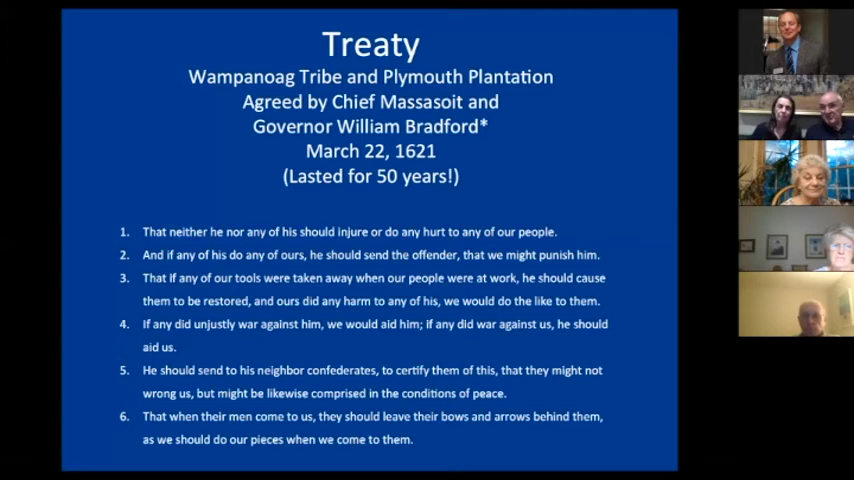 Treaty
Wampanoag Tribe and Plymouth Plantation
Agreed by Chief Massasoit and
Governor William Bradford*
March 22, 1621
(Lasted for 50 years!)
1. That neither he nor any of his should injure or do any hurt to any of our people.
2. And if any of his do any of ours, he should send the offender, that we might punish him.
3. That if any of our tools were taken away when our people were at work, he should cause
them to be restored, and ours did any harm to any of his, we would do the like to them.
4. If any did unjustly war against him, we would aid him; if any did war against us, he should
aid us.
5. He should send to his neighbor confederates, to certify them of this, that they might not
wrong us, but might be likewise comprised in the conditions of peace.
6. That when their men come to us, they should leave their bows and arrows behind them,
as we should do our pieces when we come to them.